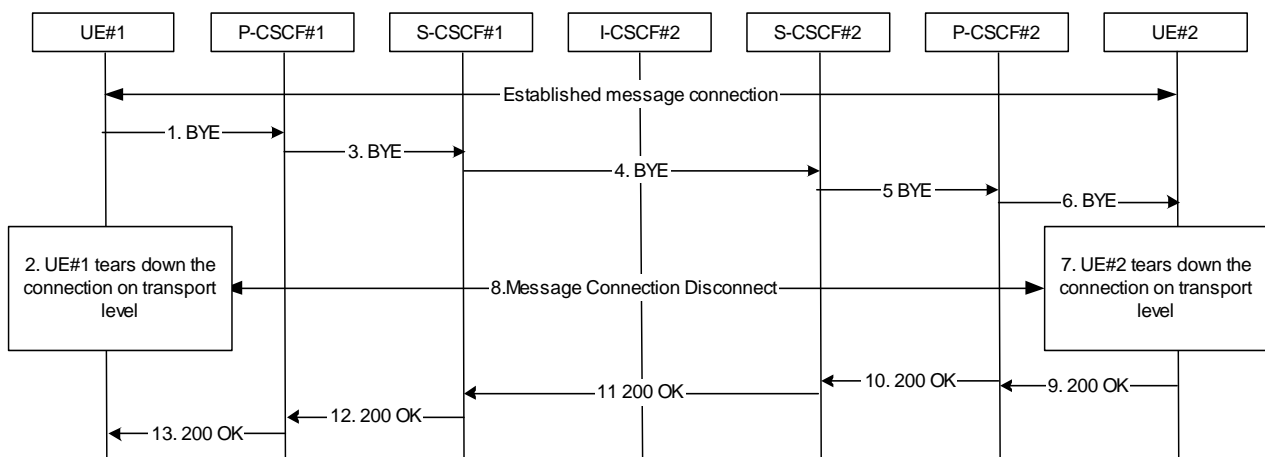 UE#1
P-CSCF#1
S-CSCF#1
I-CSCF#2
S-CSCF#2
P-CSCF#2
UE#2
Established message connection
1. BYE
3. BYE
4. BYE
5 BYE
6. BYE
2. UE#1 tears down the
connection on transport
level
8.Message Connection Disconnect
7. UE#2 tears down the
connection on transport
level
9. 200 OK
10. 200 OK
11 200 OK
12. 200 OK
13. 200 OK